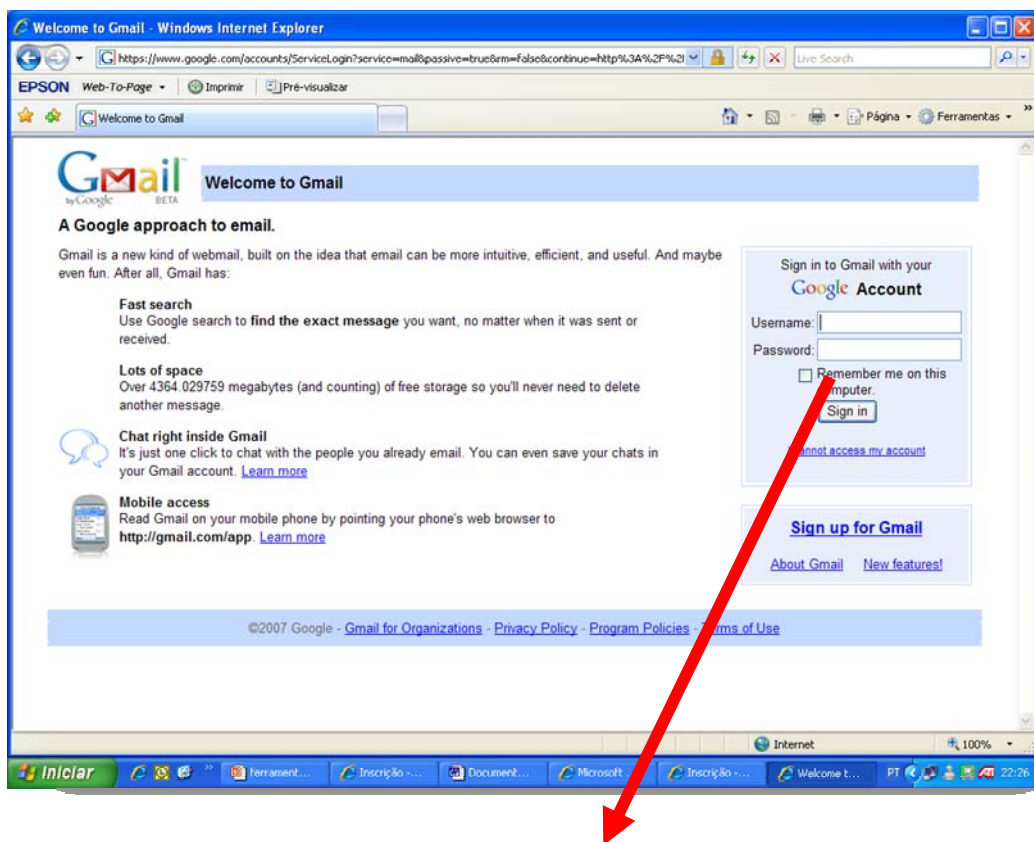 Welcome to Gmail - Windows Internet Explorer
https://www.google.com/accounts/ServiceLogin?service=mail&passive=true&rm=false&continue=http%3A%2F%2
Live Search
EPSON Web-To-Page Imprimir Pré-visualizar
Welcome to Gmail
Página Ferramentas »
Gmail by Google BETA
Welcome to Gmail
A Google approach to email.
Gmail is a new kind of webmail, built on the idea that email can be more intuitive, efficient, and useful. And maybe
even fun. After all, Gmail has:
Fast search
Use Google search to find the exact message you want, no matter when it was sent or
received.
Lots of space
Over 4364.029759 megabytes (and counting) of free storage so you'll never need to delete
another message.
Chat right inside Gmail
It's just one click to chat with the people you already email. You can even save your chats in
your Gmail account. Learn more
Mobile access
Read Gmail on your mobile phone by pointing your phone's web browser to
http://gmail.com/app. Learn more
Sign in to Gmail with your
Google Account
Username:
Password:
Remember me on this
computer.
Sign in
I cannot access my account
Sign up for Gmail
About Gmail New features!
©2007 Google - Gmail for Organizations - Privacy Policy - Program Policies - Terms of Use
Internet 100%
Iniciar » ferrament... Inscrição -... Document... Microsoft ... Inscrição -... Welcome t... PT 22:26